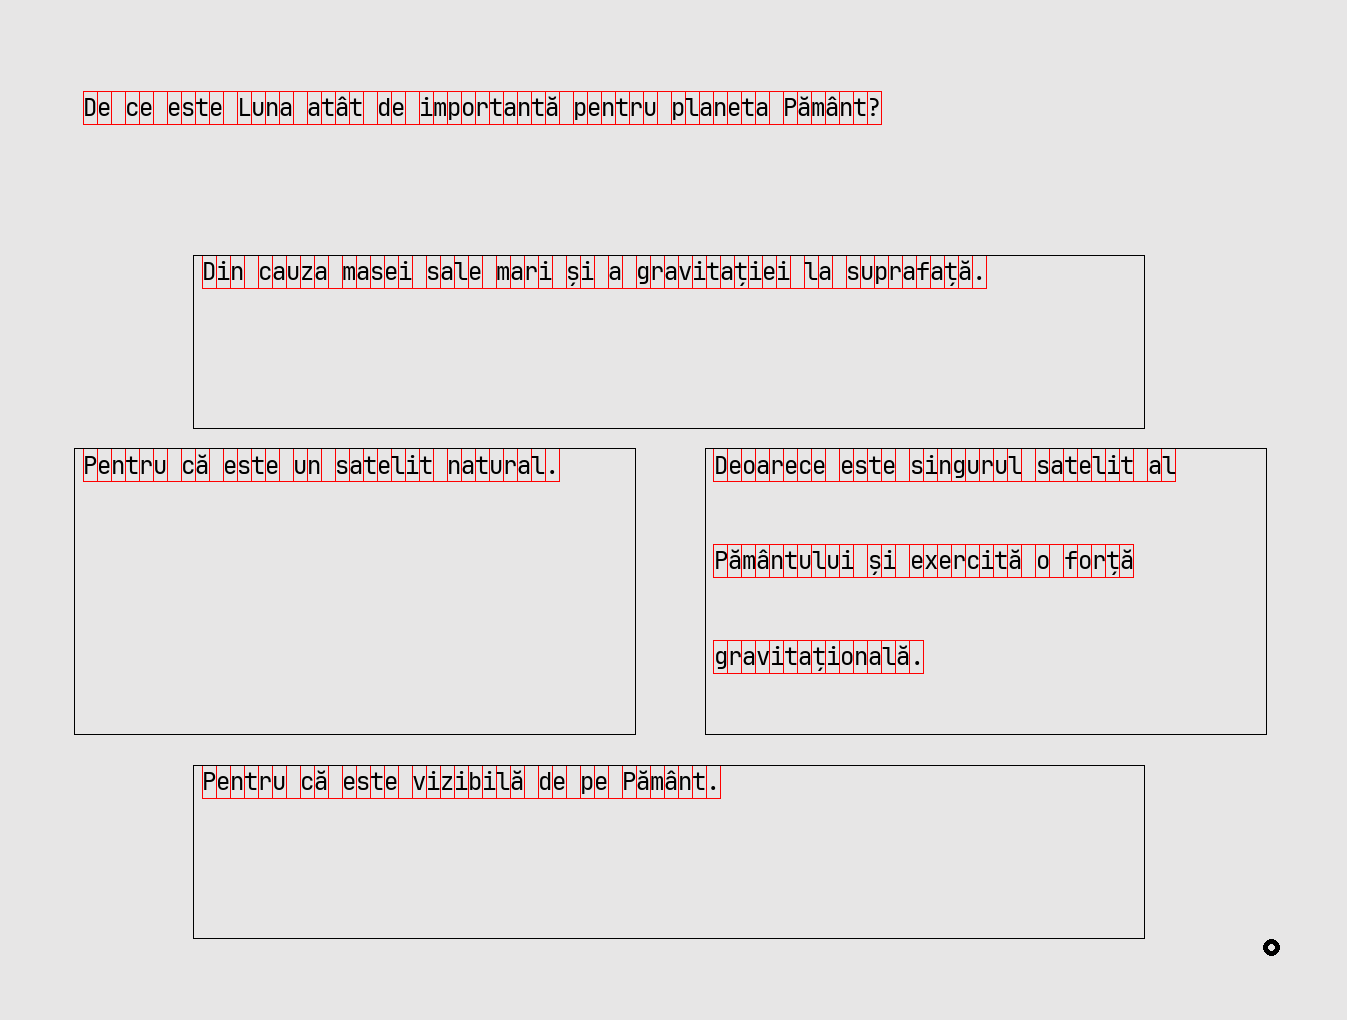 De ce este Luna atât de importantă pentru planeta Pământ?
Din cauza masei sale mari și a gravitației la suprafață.
Pentru că este un satelit natural.
Deoarece este singurul satelit al
Pământului și exercită o forță
gravitațională.
Pentru că este vizibilă de pe Pământ.